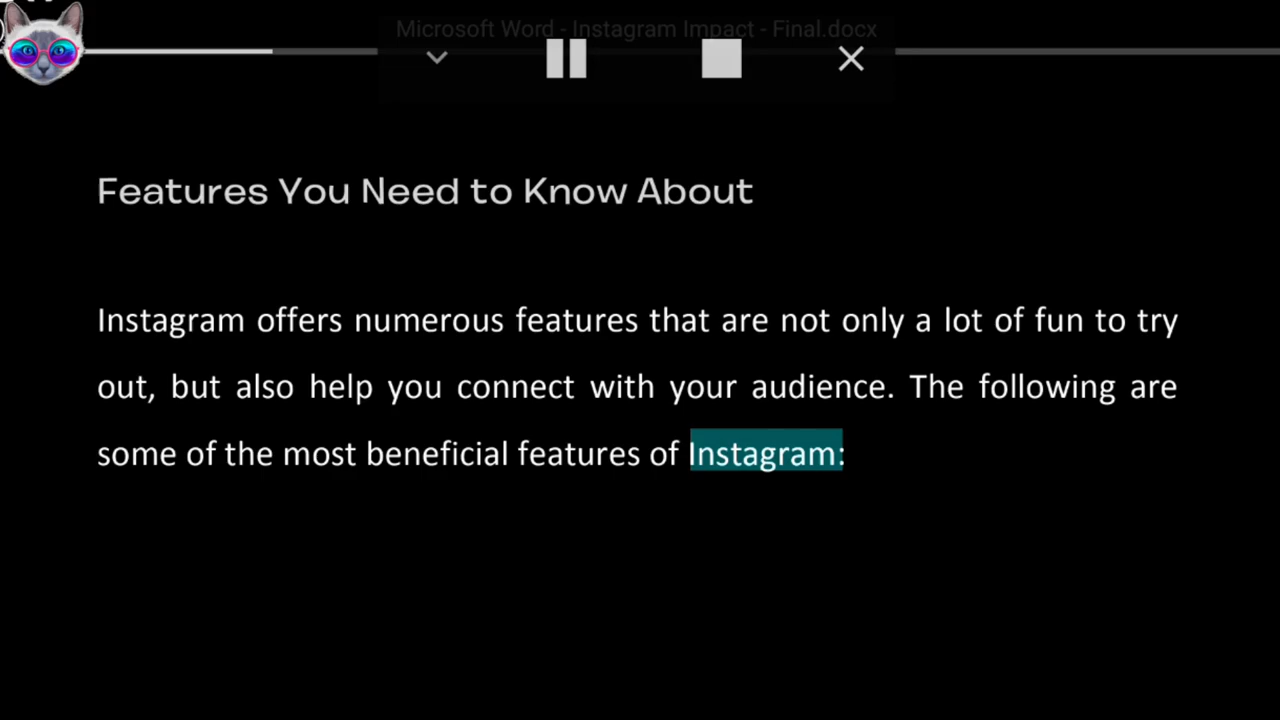 Microsoft Word - Instagram Impact - Final.docx
Features You Need to Know About
Instagram offers numerous features that are not only a lot of fun to try
out, but also help you connect with your audience. The following are
some of the most beneficial features of Instagram: